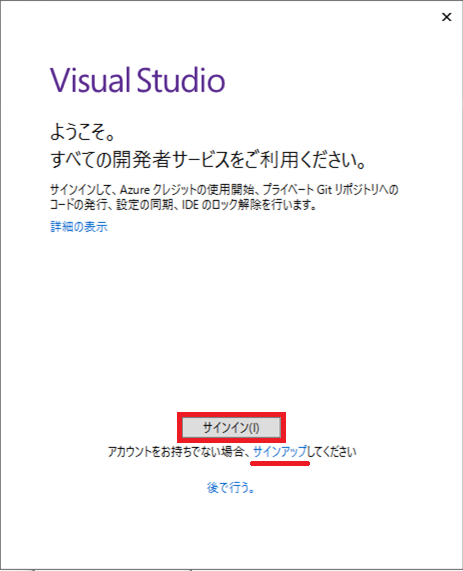 Visual Studio
ようこそ。
すべての開発者サービスをご利用ください。
サインインして、Azure クレジットの使用開始、プライベート Git リポジトリへの
コードの発行、設定の同期、IDE のロック解除を行います。
詳細の表示
サインイン(I)
アカウントをお持ちでない場合、サインアップしてください
後で行う。